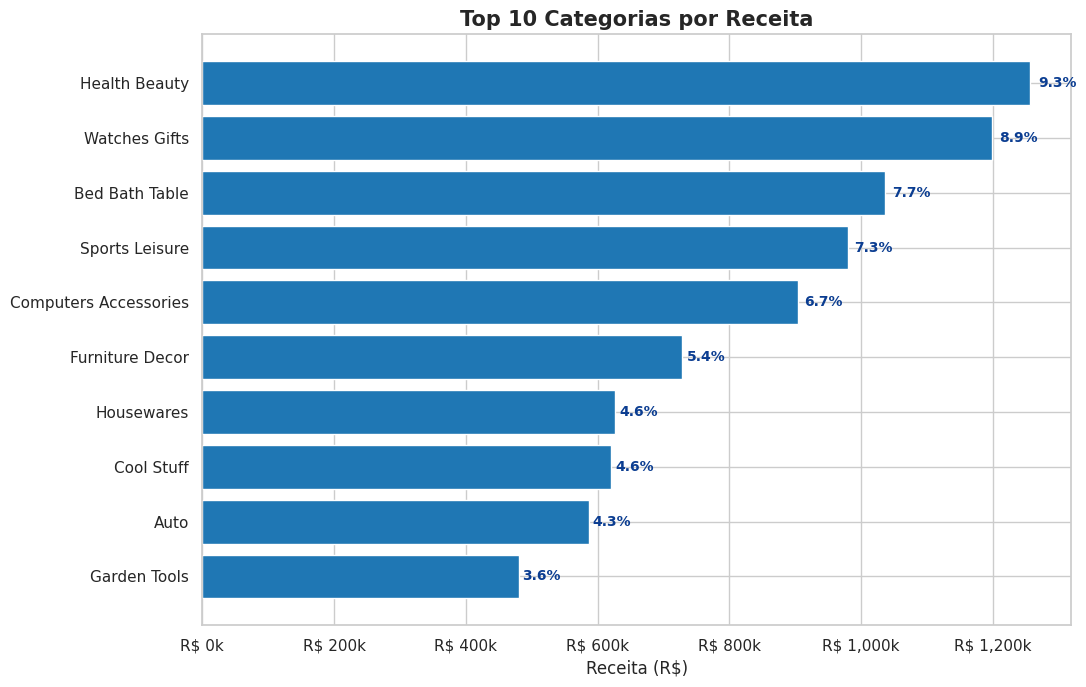 Top 10 Categorias por Receita
Health Beauty 9.3%
Watches Gifts 8.9%
Bed Bath Table 7.7%
Sports Leisure 7.3%
Computers Accessories 6.7%
Furniture Decor 5.4%
Housewares 4.6%
Cool Stuff 4.6%
Auto 4.3%
Garden Tools 3.6%
R$ 0k R$ 200k R$ 400k R$ 600k R$ 800k R$ 1,000k R$ 1,200k
Receita (R$)